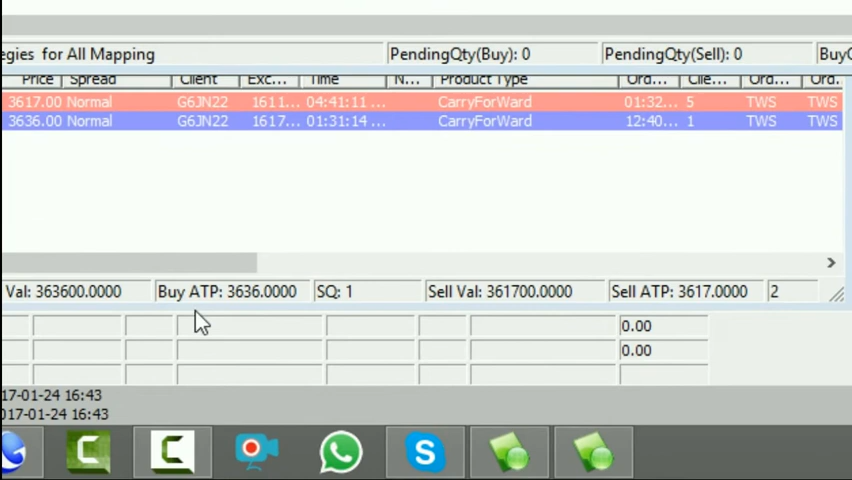 egies for All Mapping PendingQty(Buy): 0 PendingQty(Sell): 0 BuyQ
Price Spread Client Exc... Time N... Product Type Ord... Clie... Ord... Ord.
3617.00 Normal G6JN22 1611... 04:41:11 ... CarryForWard 01:32... 5 TWS TWS
3636.00 Normal G6JN22 1617... 01:31:14 ... CarryForWard 12:40... 1 TWS TWS
Val: 363600.0000 Buy ATP: 3636.0000 SQ: 1 Sell Val: 361700.0000 Sell ATP: 3617.0000 2
0.00
0.00
17-01-24 16:43
017-01-24 16:43